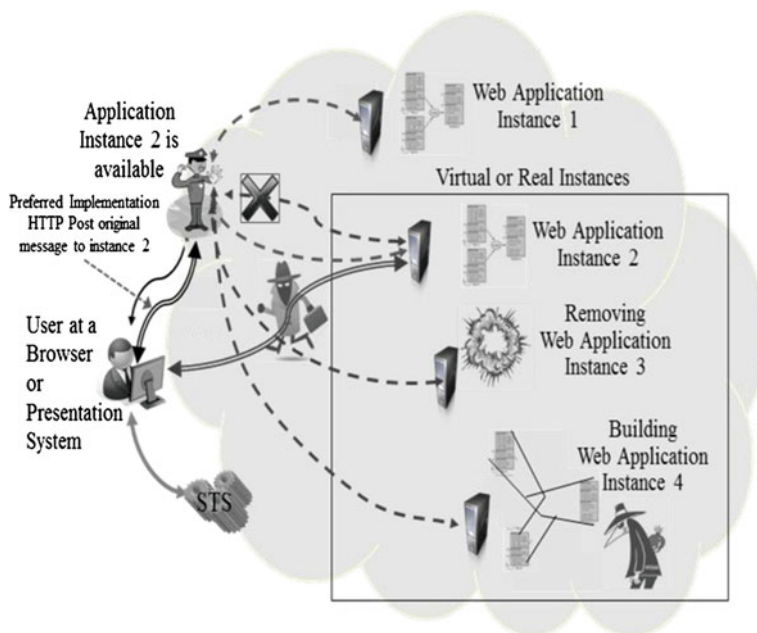 Application
Instance 2 is
available
Preferred Implementation
HTTP Post original
message to instance 2
User at a
Browser
or
Presentation
System
STS
Web Application
Instance 1
Virtual or Real Instances
Web Application
Instance 2
Removing
Web Application
Instance 3
Building
Web Application
Instance 4